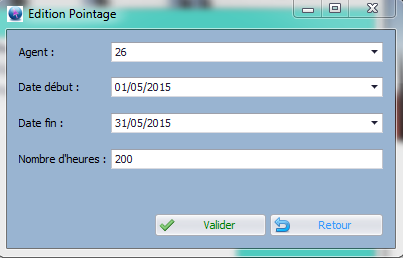 Edition Pointage
Agent : 26
Date début : 01/05/2015
Date fin : 31/05/2015
Nombre d'heures : 200
Valider Retour